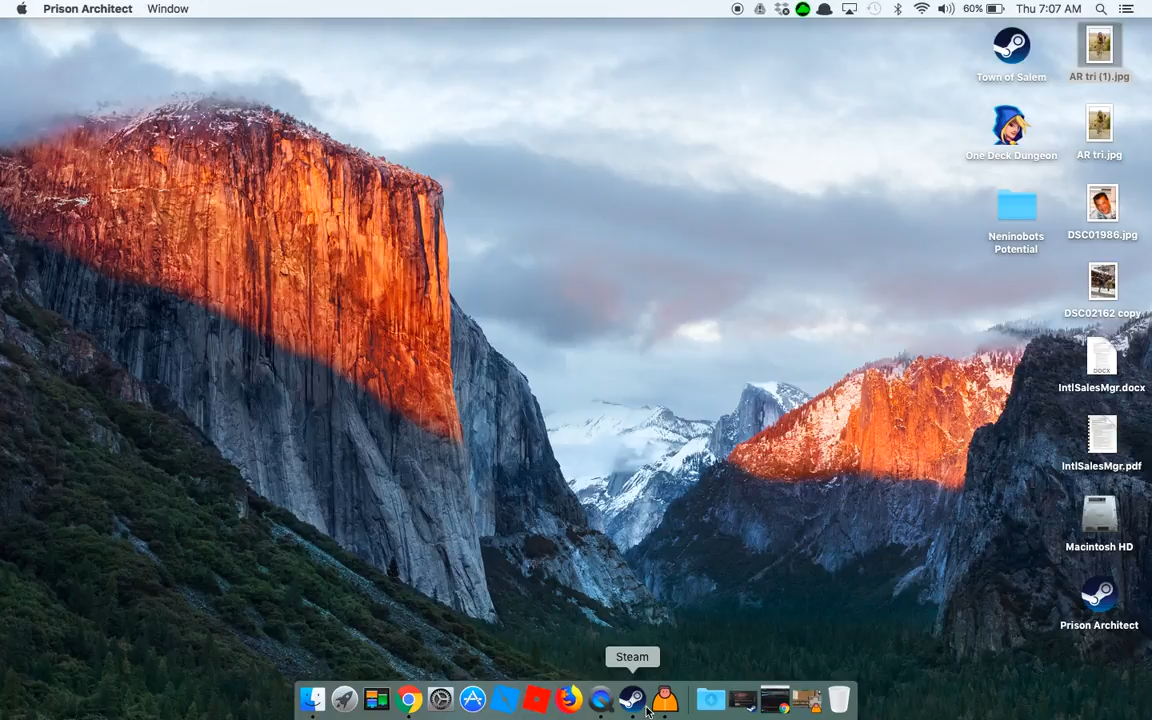 Prison Architect Window
60% Thu 7:07 AM
Town of Salem
AR tri (1).jpg
One Deck Dungeon
AR tri.jpg
Neninobots
Potential
DSC01986.jpg
DSC02162 copy
IntlSalesMgr.docx
IntlSalesMgr.pdf
Macintosh HD
Prison Architect
Steam